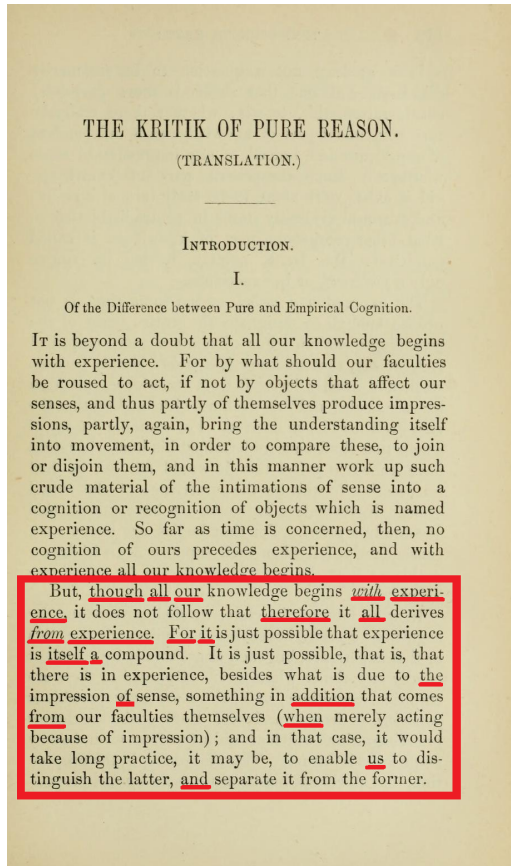 THE KRITIK OF PURE REASON.
(TRANSLATION.)
INTRODUCTION.
I.
Of the Difference between Pure and Empirical Cognition.
IT is beyond a doubt that all our knowledge begins
with experience. For by what should our faculties
be roused to act, if not by objects that affect our
senses, and thus partly of themselves produce impres-
sions, partly, again, bring the understanding itself
into movement, in order to compare these, to join
or disjoin them, and in this manner work up such
crude material of the intimations of sense into a
cognition or recognition of objects which is named
experience. So far as time is concerned, then, no
cognition of ours precedes experience, and with
experience all our knowledge begins.
But, though all our knowledge begins with experi-
ence, it does not follow that therefore it all derives
from experience. For it is just possible that experience
is itself a compound. It is just possible, that is, that
there is in experience, besides what is due to the
impression of sense, something in addition that comes
from our faculties themselves (when merely acting
because of impression) ; and in that case, it would
take long practice, it may be, to enable us to dis-
tinguish the latter, and separate it from the former.